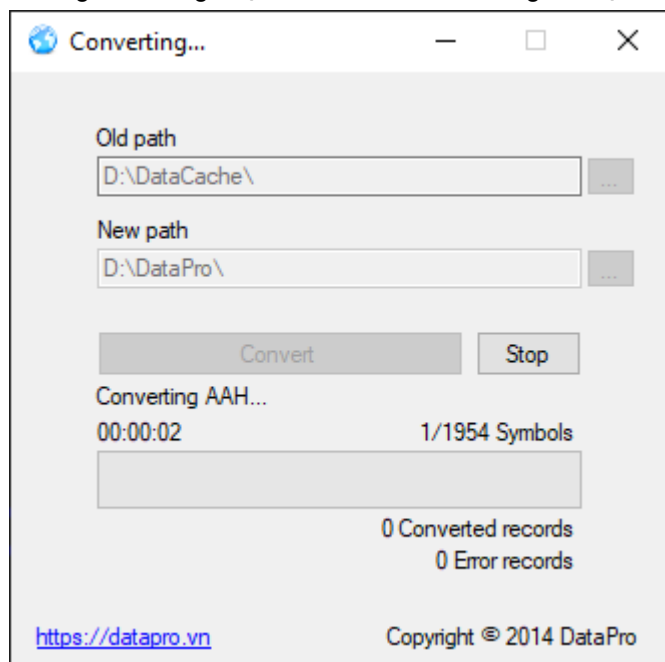 Converting...
Old path
D:\DataCache\
...
New path
D:\DataPro\
...
Convert
Stop
Converting AAH...
00:00:02
1/1954 Symbols
0 Converted records
0 Error records
https://datapro.vn
Copyright © 2014 DataPro